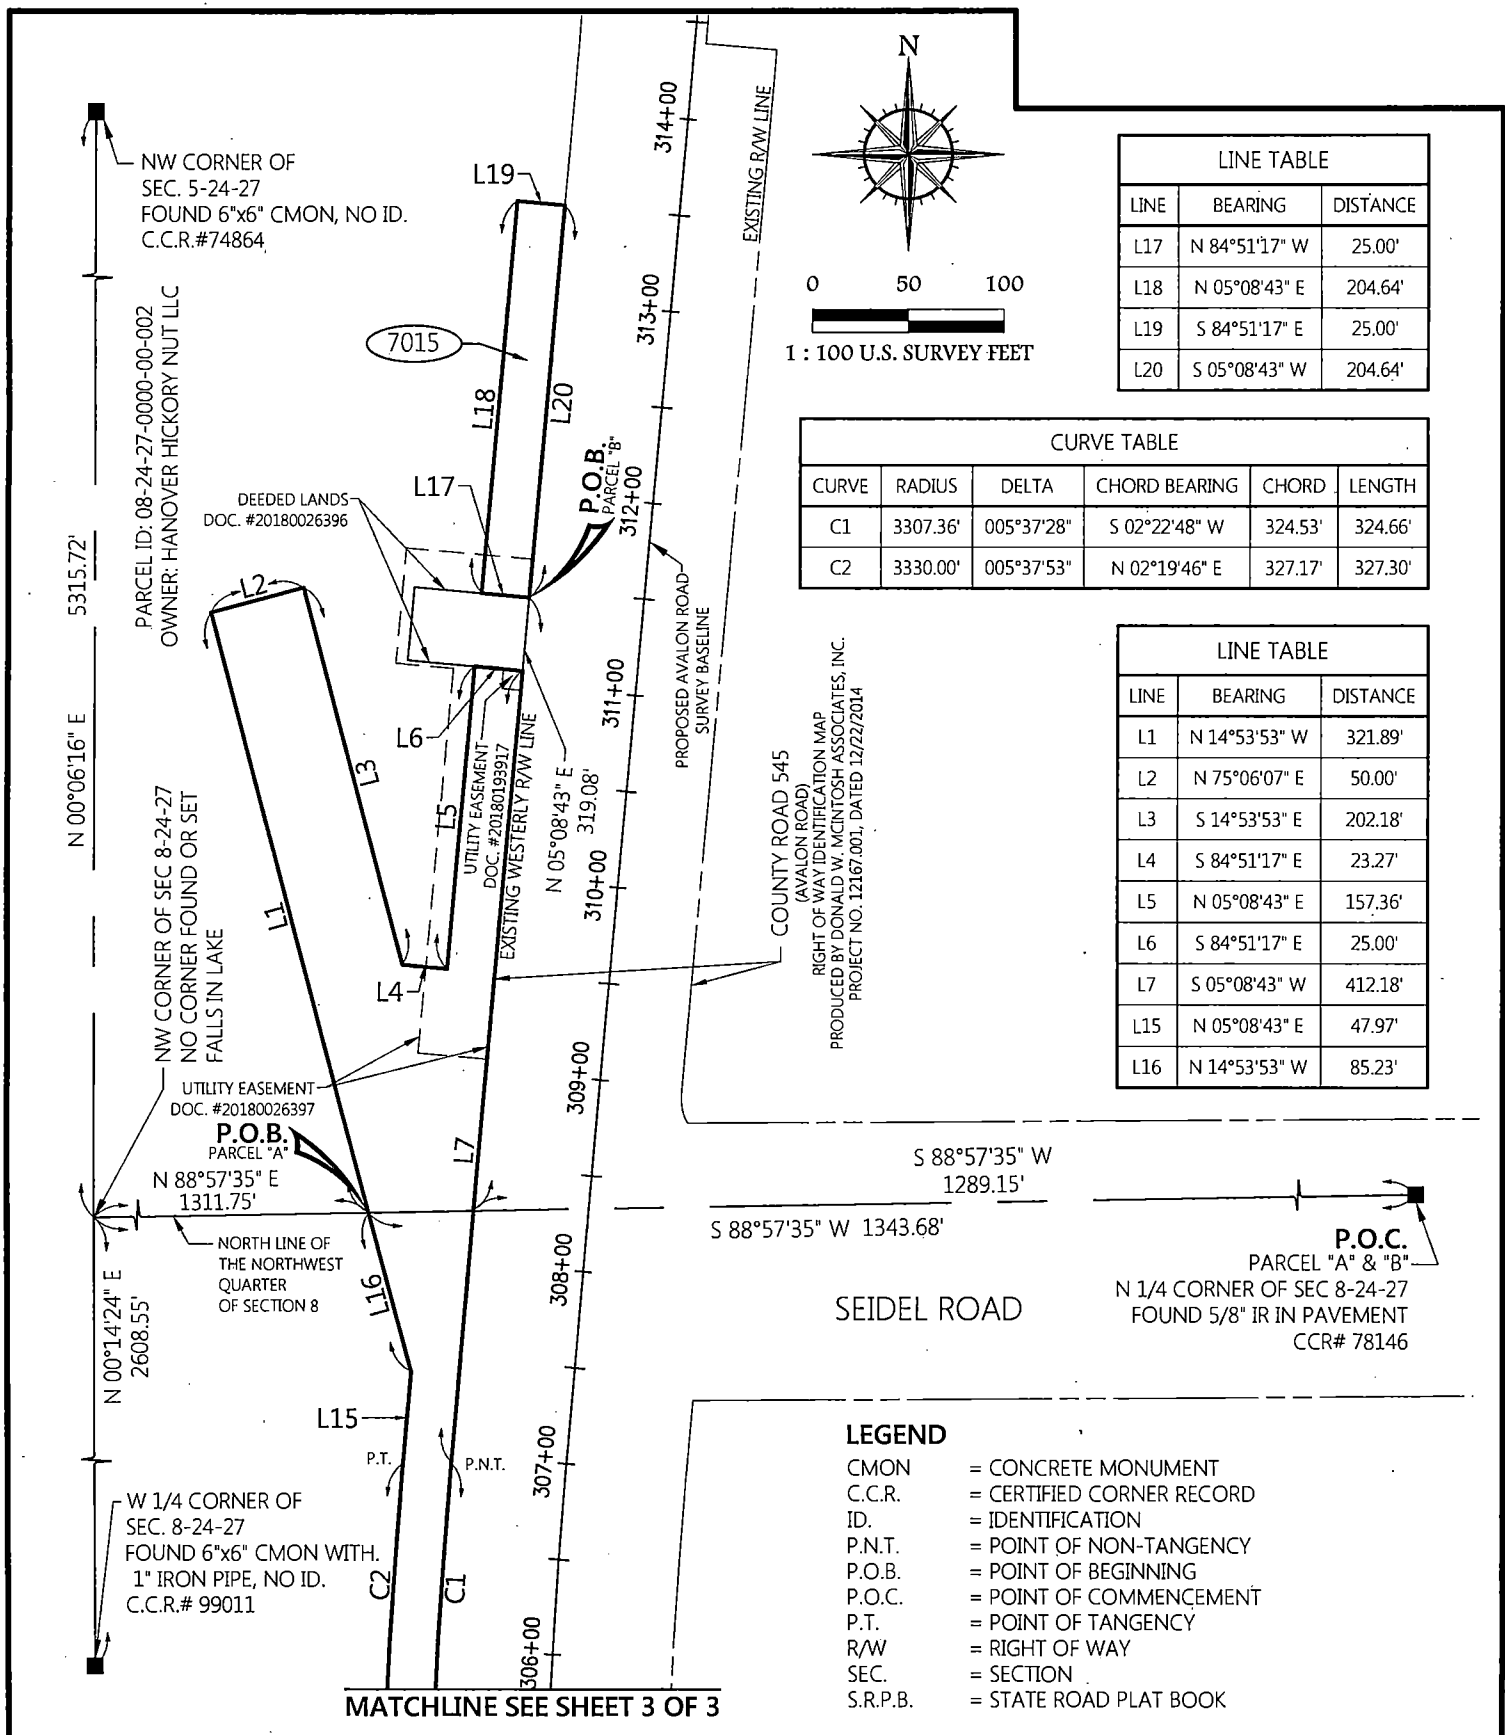 N
NW CORNER OF
SEC. 5-24-27
FOUND 6"x6" CMON, NO ID.
C.C.R.#74864
L19
314+00
EXISTING R/W LINE
0 50 100
1 : 100 U.S. SURVEY FEET
LINE TABLE
LINE BEARING DISTANCE
L17 N 84°51'17" W 25.00'
L18 N 05°08'43" E 204.64'
L19 S 84°51'17" E 25.00'
L20 S 05°08'43" W 204.64'
313+00
7015
PARCEL ID: 08-24-27-0000-00-002
OWNER: HANOVER HICKORY NUT LLC
L18
L20
CURVE TABLE
CURVE RADIUS DELTA CHORD BEARING CHORD LENGTH
C1 3307.36' 005°37'28" S 02°22'48" W 324.53' 324.66'
C2 3330.00' 005°37'53" N 02°19'46" E 327.17' 327.30'
P.O.B.
PARCEL "B"
312+00
L17
DEEDED LANDS
DOC. #20180026396
N 00°06'16" E 5315.72'
L2
PROPOSED AVALON ROAD
SURVEY BASELINE
311+00
L6
L3
L5
UTILITY EASEMENT
DOC. #20180193917
EXISTING WESTERLY R/W LINE
N 05°08'43" E
319.08'
COUNTY ROAD 545
(AVALON ROAD)
RIGHT OF WAY IDENTIFICATION MAP
PRODUCED BY DONALD W. MCINTOSH ASSOCIATES, INC.
PROJECT NO. 12167.001, DATED 12/22/2014
LINE TABLE
LINE BEARING DISTANCE
L1 N 14°53'53" W 321.89'
L2 N 75°06'07" E 50.00'
L3 S 14°53'53" E 202.18'
L4 S 84°51'17" E 23.27'
L5 N 05°08'43" E 157.36'
L6 S 84°51'17" E 25.00'
L7 S 05°08'43" W 412.18'
L15 N 05°08'43" E 47.97'
L16 N 14°53'53" W 85.23'
310+00
L1
L4
NW CORNER OF SEC 8-24-27
NO CORNER FOUND OR SET
FALLS IN LAKE
309+00
UTILITY EASEMENT
DOC. #20180026397
P.O.B.
PARCEL "A"
L7
N 88°57'35" E
1311.75'
S 88°57'35" W
1289.15'
S 88°57'35" W 1343.68'
NORTH LINE OF
THE NORTHWEST
QUARTER
OF SECTION 8
P.O.C.
PARCEL "A" & "B"
N 1/4 CORNER OF SEC 8-24-27
FOUND 5/8" IR IN PAVEMENT
CCR# 78146
308+00
N 00°14'24" E
2608.55'
L16
SEIDEL ROAD
L15
P.T.
P.N.T.
307+00
W 1/4 CORNER OF
SEC. 8-24-27
FOUND 6"x6" CMON WITH.
1" IRON PIPE, NO ID.
C.C.R.# 99011
C2
C1
306+00
MATCHLINE SEE SHEET 3 OF 3
LEGEND
CMON = CONCRETE MONUMENT
C.C.R. = CERTIFIED CORNER RECORD
ID. = IDENTIFICATION
P.N.T. = POINT OF NON-TANGENCY
P.O.B. = POINT OF BEGINNING
P.O.C. = POINT OF COMMENCEMENT
P.T. = POINT OF TANGENCY
R/W = RIGHT OF WAY
SEC. = SECTION
S.R.P.B. = STATE ROAD PLAT BOOK